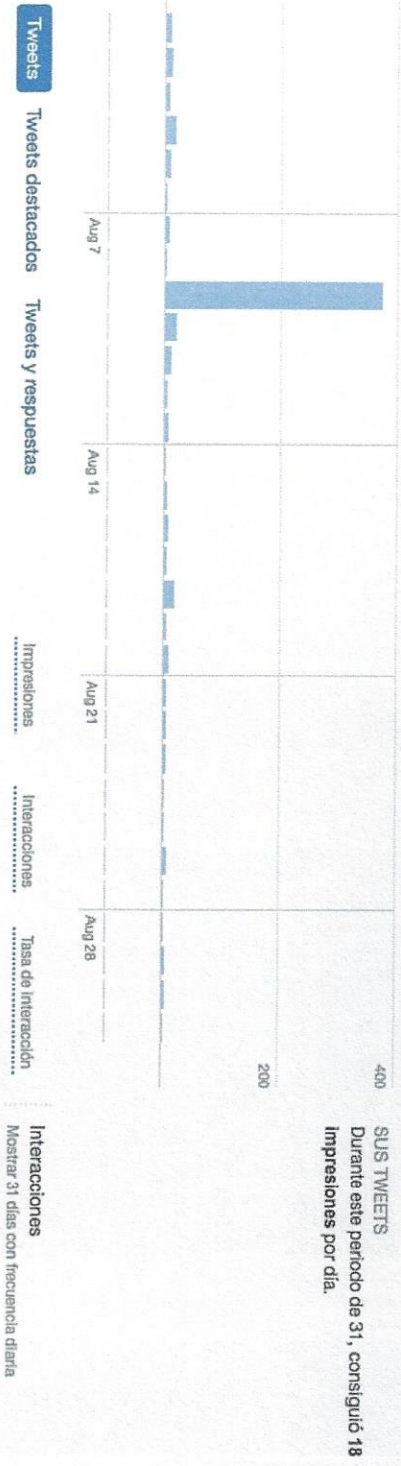 400
200
Aug 7
Aug 14
Aug 21
Aug 28
SUS TWEETS
Durante este periodo de 31, consiguió 18
impresiones por día.
Tweets
Tweets destacados
Tweets y respuestas
Impresiones
Interacciones
Tasa de interacción
Interacciones
Mostrar 31 días con frecuencia diaria